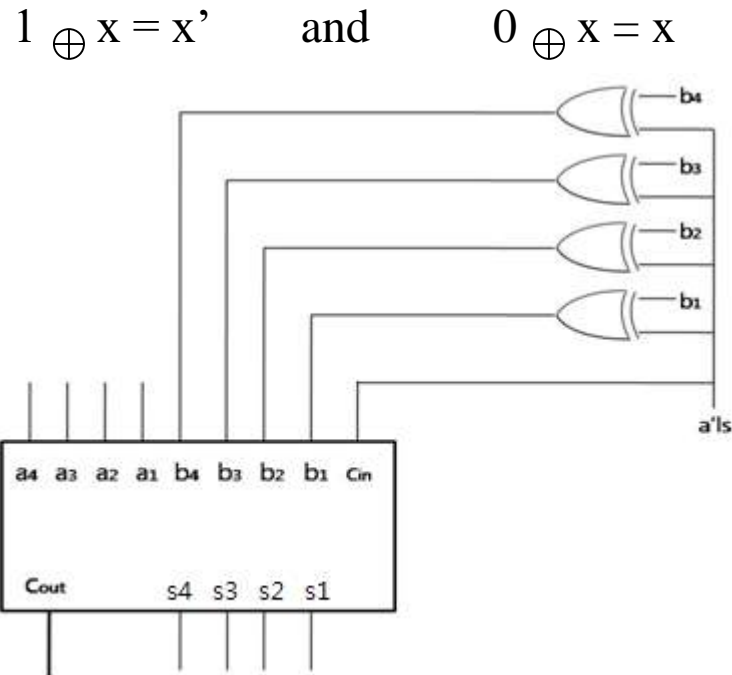 1 ⊕ x = x’ and 0 ⊕ x = x
b4
b3
b2
b1
a'ls
a4 a3 a2 a1 b4 b3 b2 b1 Cin
Cout s4 s3 s2 s1